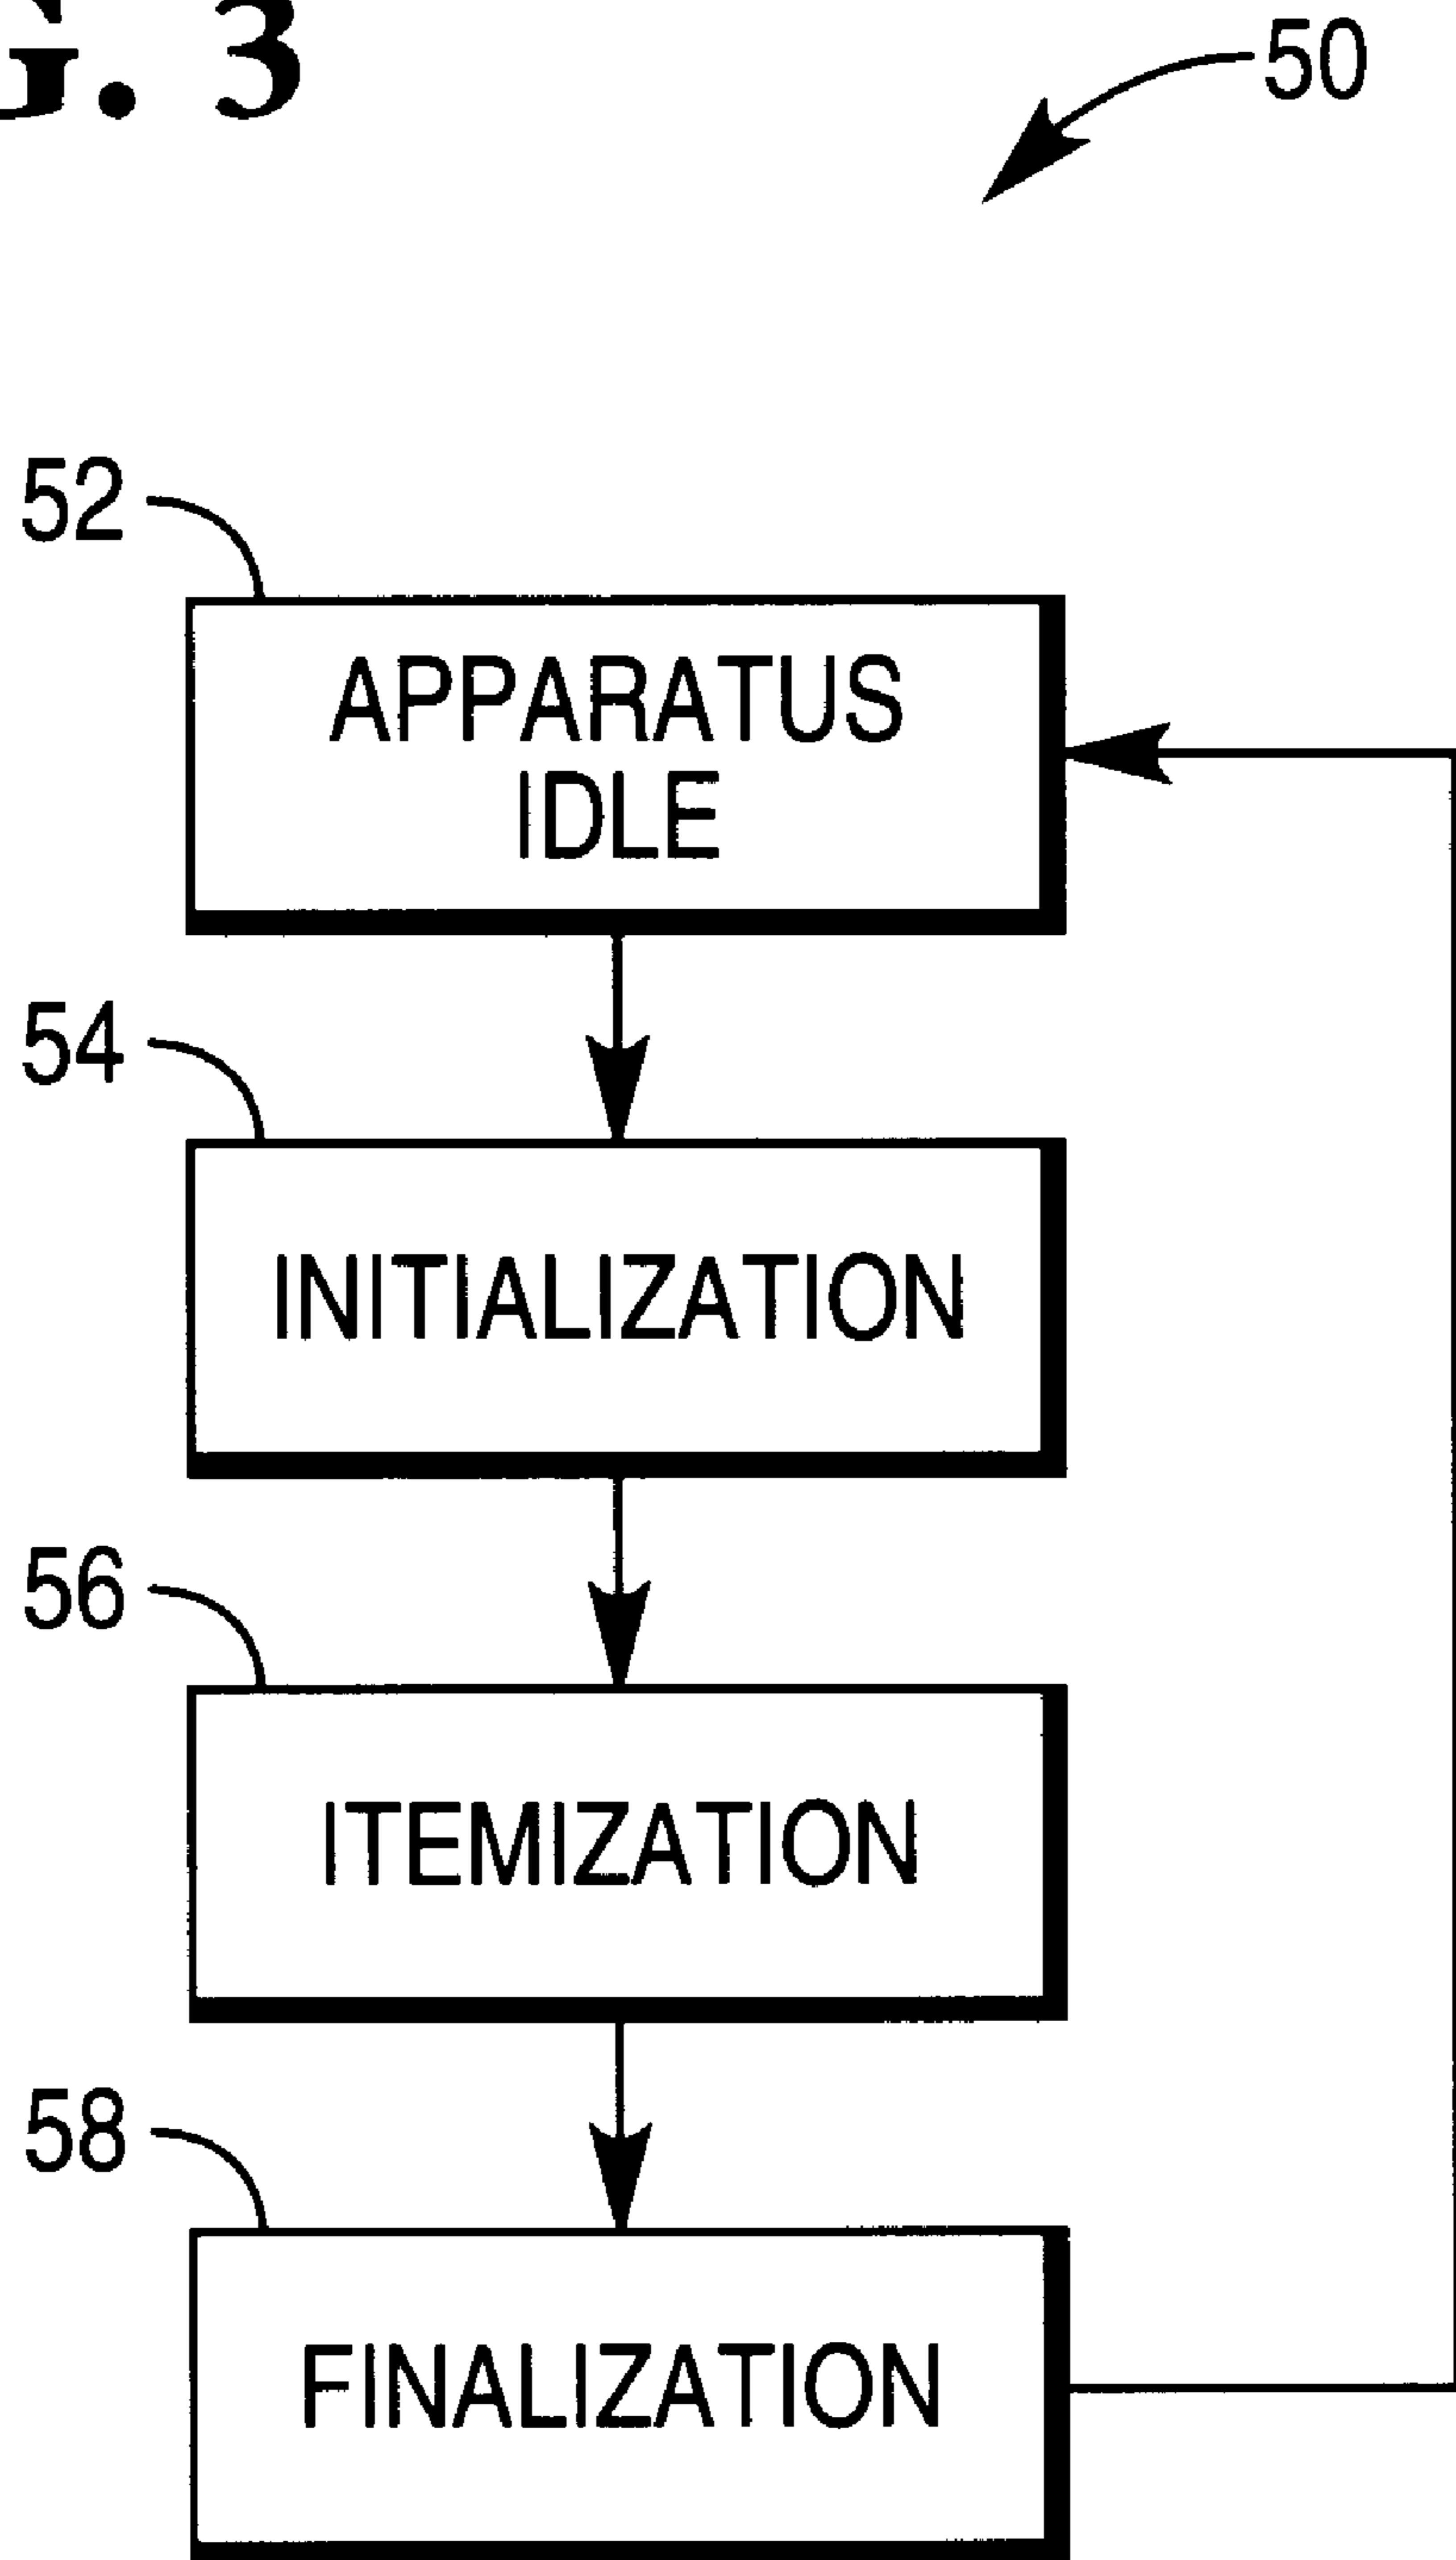 G. 3
50
52
APPARATUS
IDLE
54
INITIALIZATION
56
ITEMIZATION
58
FINALIZATION